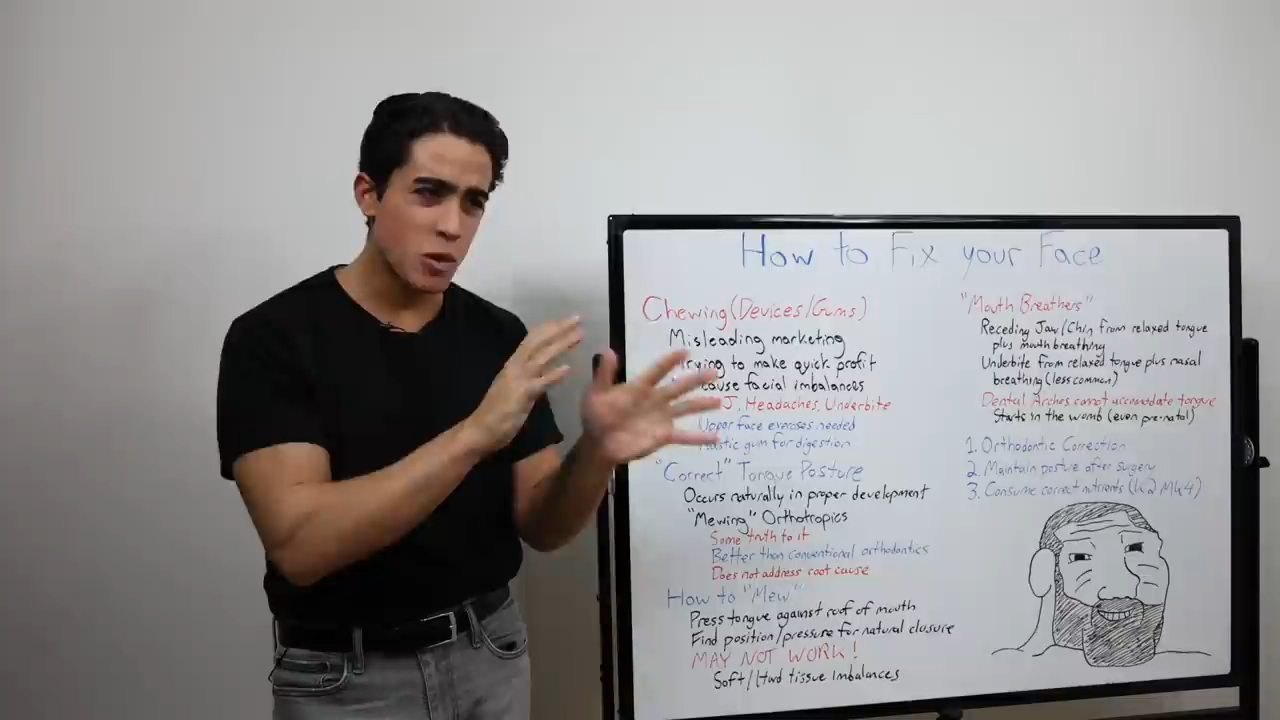 How to Fix your Face
Chewing (Devices/Gums)
Misleading marketing
Trying to make quick profit
cause facial imbalances
J, Headaches, Underbite
Upper face exercises needed
Plastic gum for digestion
"Correct" Tongue Posture
Occurs naturally in proper development
"Mewing" Orthotropics
Some truth to it
Better than conventional orthodontics
Does not address root cause
How to "Mew"
Press tongue against roof of mouth
Find position/pressure for natural closure
MAY NOT WORK!
Soft/Hard tissue Imbalances
"Mouth Breathers"
Receding Jaw/Chin from relaxed tongue
plus mouth breathing
Underbite from relaxed tongue plus nasal
breathing (less common)
Dental Arches cannot accomodate tongue
Starts in the womb (even pre-natal)
1. Orthodontic Correction
2. Maintain posture after surgery
3. Consume correct nutrients (K2 MK4)